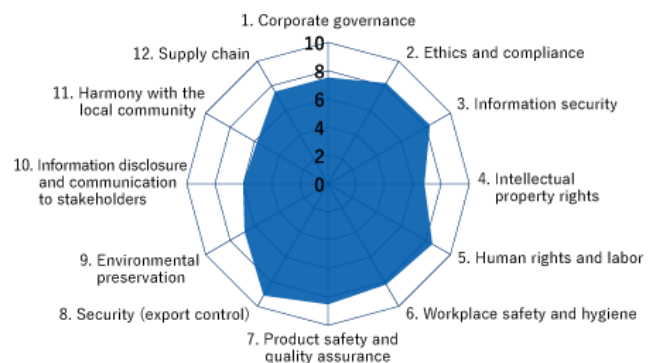 1. Corporate governance
2. Ethics and compliance
3. Information security
4. Intellectual
property rights
5. Human rights and labor
6. Workplace safety and hygiene
7. Product safety and
quality assurance
8. Security (export control)
9. Environmental
preservation
10. Information disclosure
and communication
to stakeholders
11. Harmony with the
local community
12. Supply chain
10
8
6
4
2
0